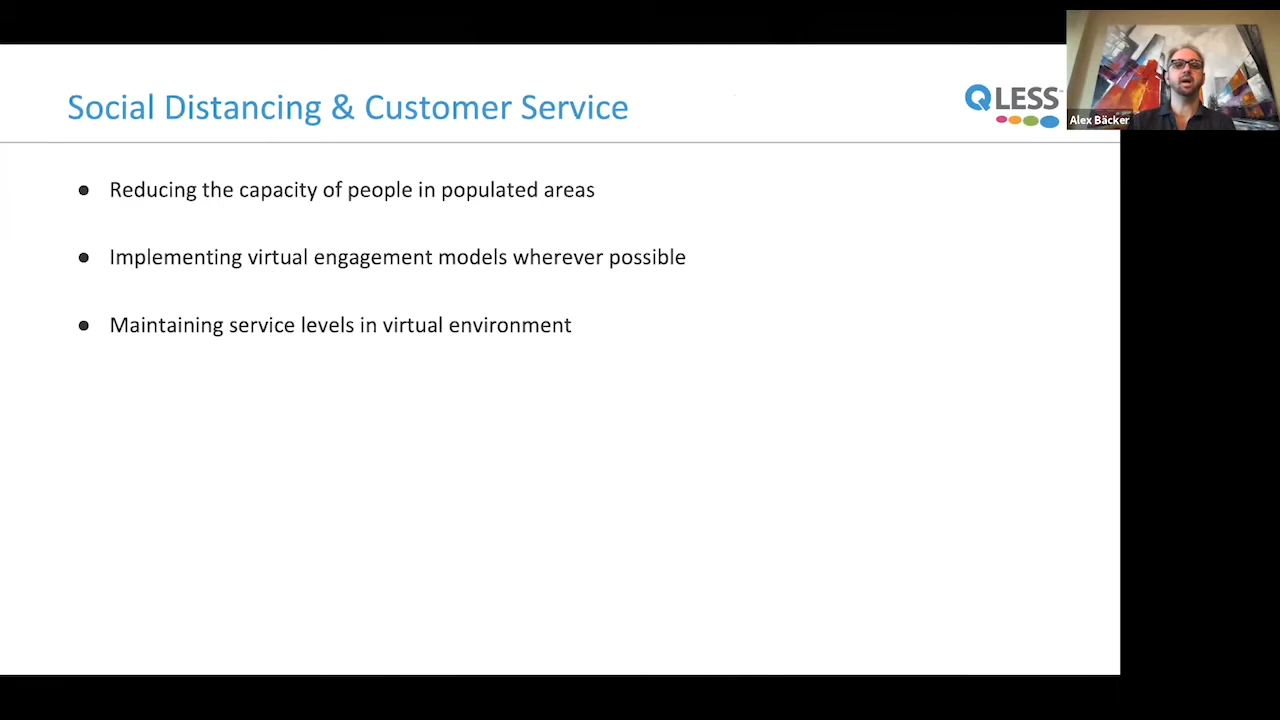 Social Distancing & Customer Service
QLESS
Alex Bäcker
● Reducing the capacity of people in populated areas
● Implementing virtual engagement models wherever possible
● Maintaining service levels in virtual environment